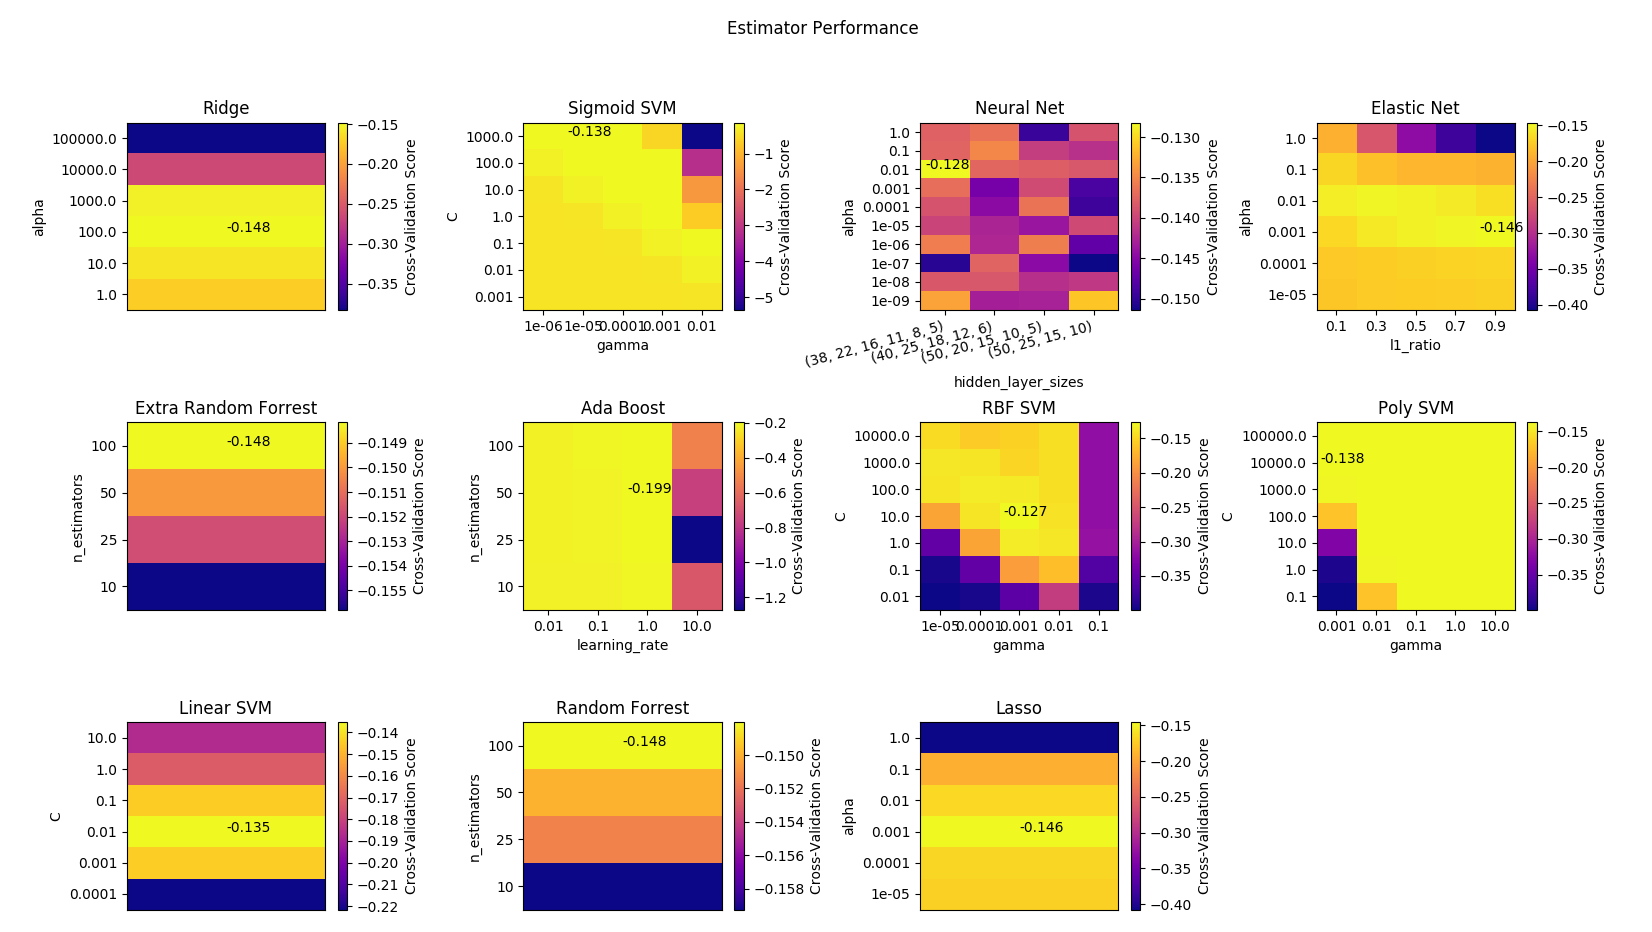 Estimator Performance
Ridge
100000.0
10000.0
1000.0
100.0
10.0
1.0
alpha
-0.148
−0.15
−0.20
−0.25
−0.30
−0.35
Cross-Validation Score
Sigmoid SVM
1000.0
100.0
10.0
1.0
0.1
0.01
0.001
C
-0.138
1e-06 1e-05 0.0001 0.001 0.01
gamma
−1
−2
−3
−4
−5
Cross-Validation Score
Neural Net
1.0
0.1
0.01
0.001
0.0001
1e-05
1e-06
1e-07
1e-08
1e-09
alpha
-0.128
(38, 22, 16, 11, 8, 5)
(40, 25, 18, 12, 6)
(50, 20, 15, 10, 5)
(50, 25, 15, 10)
hidden_layer_sizes
−0.130
−0.135
−0.140
−0.145
−0.150
Cross-Validation Score
Elastic Net
1.0
0.1
0.01
0.001
0.0001
1e-05
alpha
-0.146
0.1 0.3 0.5 0.7 0.9
l1_ratio
−0.15
−0.20
−0.25
−0.30
−0.35
−0.40
Cross-Validation Score
Extra Random Forrest
100
50
25
10
n_estimators
-0.148
−0.149
−0.150
−0.151
−0.152
−0.153
−0.154
−0.155
Cross-Validation Score
Ada Boost
100
50
25
10
n_estimators
-0.199
0.01 0.1 1.0 10.0
learning_rate
−0.2
−0.4
−0.6
−0.8
−1.0
−1.2
Cross-Validation Score
RBF SVM
10000.0
1000.0
100.0
10.0
1.0
0.1
0.01
C
-0.127
1e-05 0.0001 0.001 0.01 0.1
gamma
−0.15
−0.20
−0.25
−0.30
−0.35
Cross-Validation Score
Poly SVM
100000.0
10000.0
1000.0
100.0
10.0
1.0
0.1
C
-0.138
0.001 0.01 0.1 1.0 10.0
gamma
−0.15
−0.20
−0.25
−0.30
−0.35
Cross-Validation Score
Linear SVM
10.0
1.0
0.1
0.01
0.001
0.0001
C
-0.135
−0.14
−0.15
−0.16
−0.17
−0.18
−0.19
−0.20
−0.21
−0.22
Cross-Validation Score
Random Forrest
100
50
25
10
n_estimators
-0.148
−0.150
−0.152
−0.154
−0.156
−0.158
Cross-Validation Score
Lasso
1.0
0.1
0.01
0.001
0.0001
1e-05
alpha
-0.146
−0.15
−0.20
−0.25
−0.30
−0.35
−0.40
Cross-Validation Score